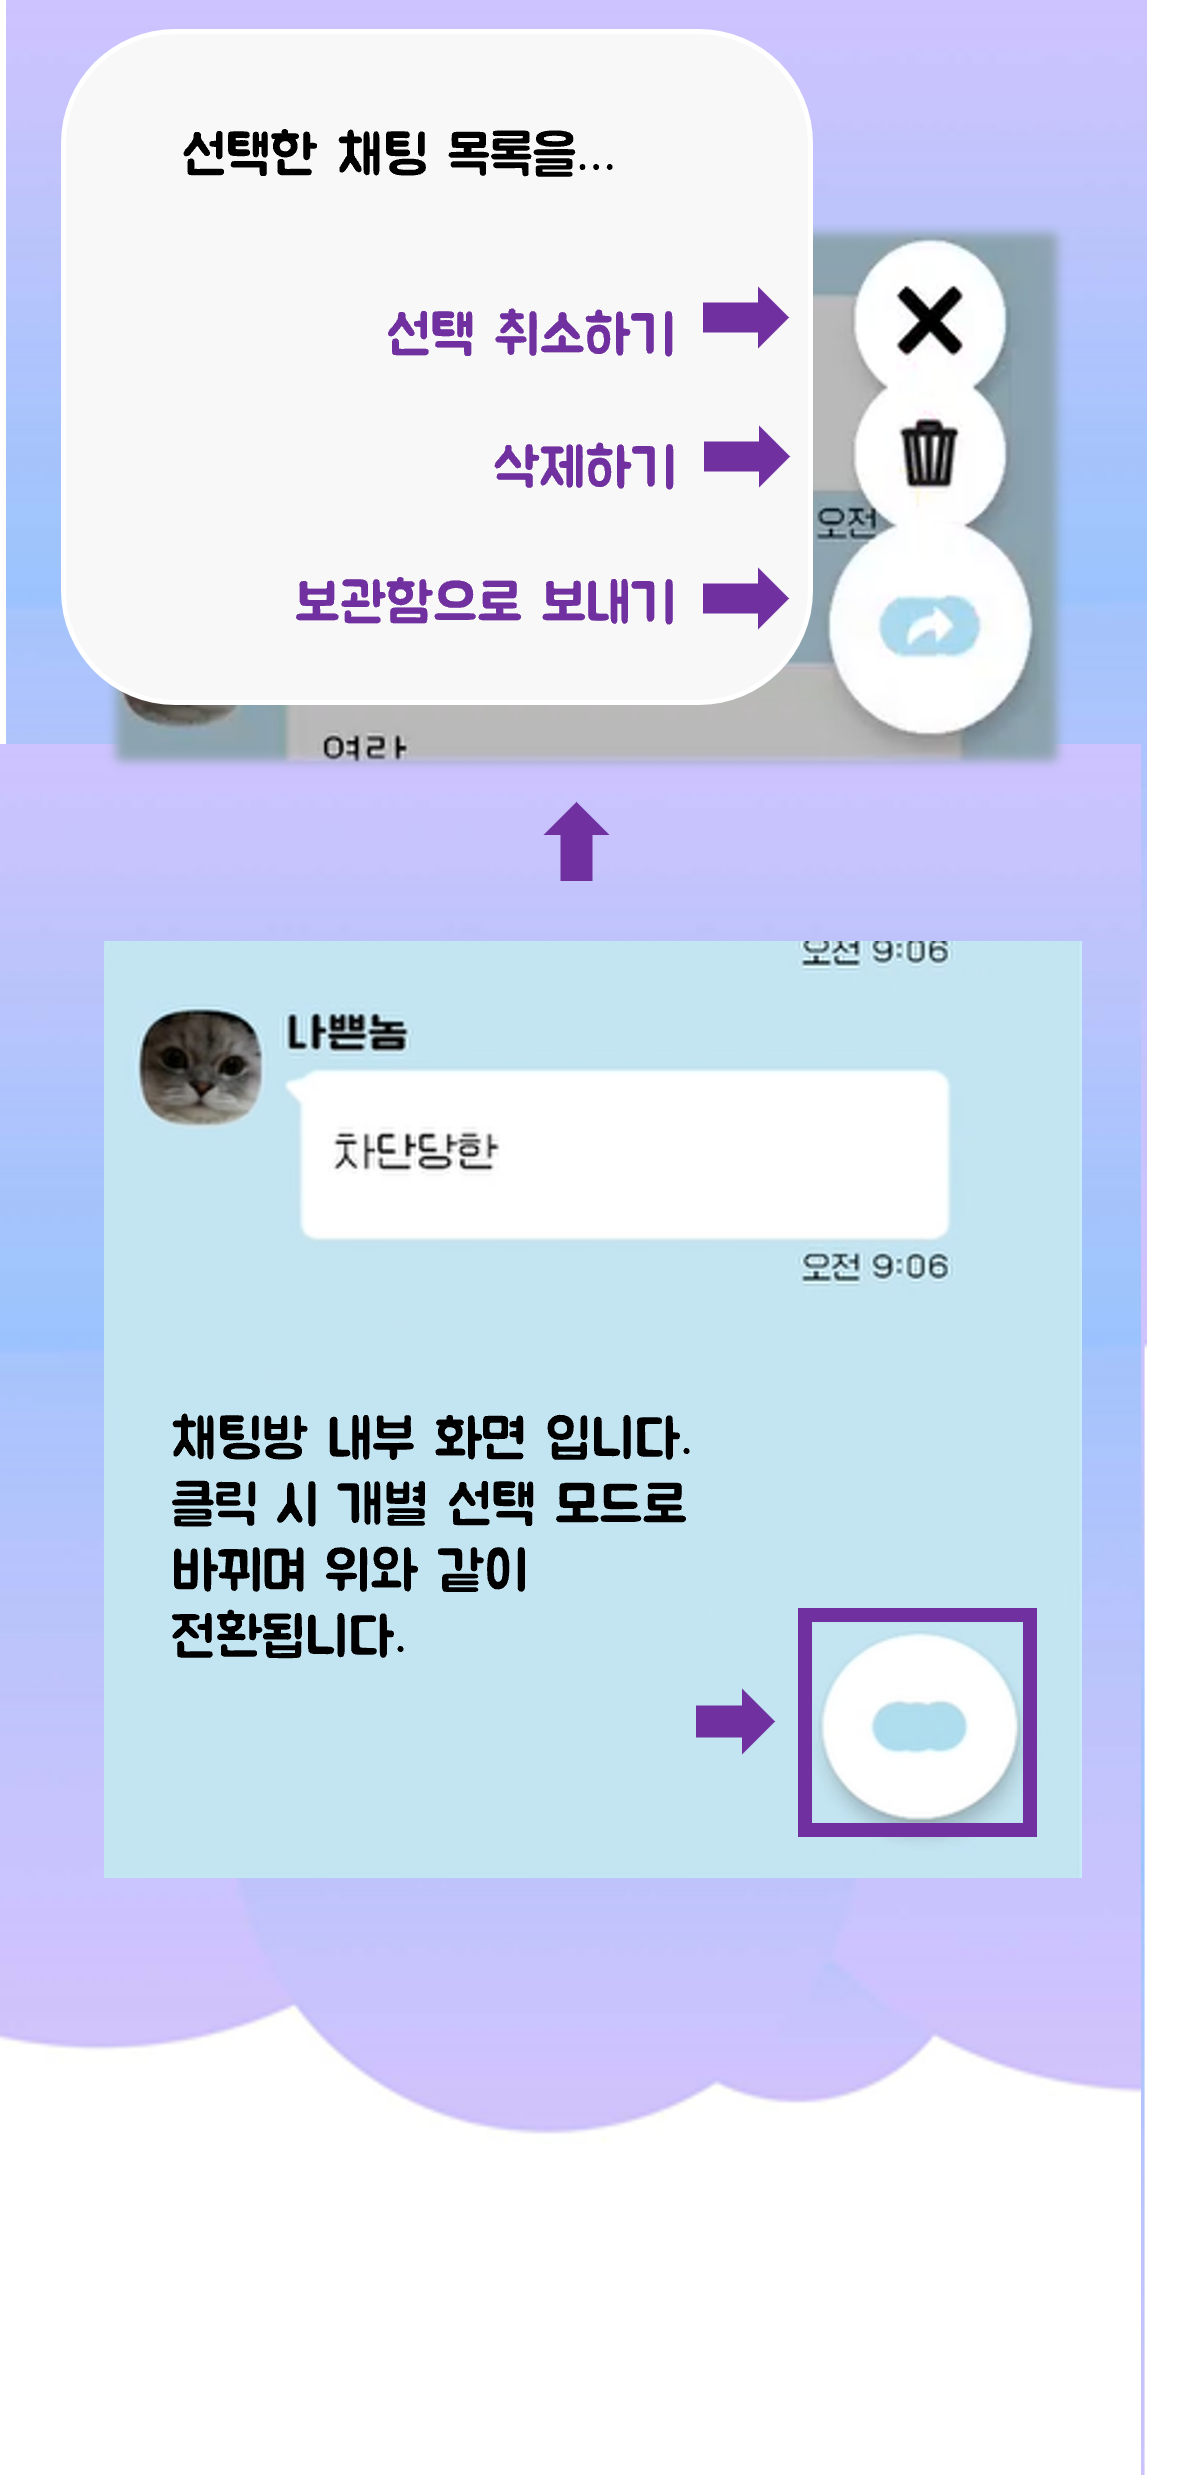 선택한 채팅 목록을...
선택 취소하기
삭제하기
오전
보관함으로 보내기
여라
오전 9:06
나쁜놈
차단당한
오전 9:06
채팅방 내부 화면 입니다.
클릭 시 개별 선택 모드로
바뀌며 위와 같이
전환됩니다.